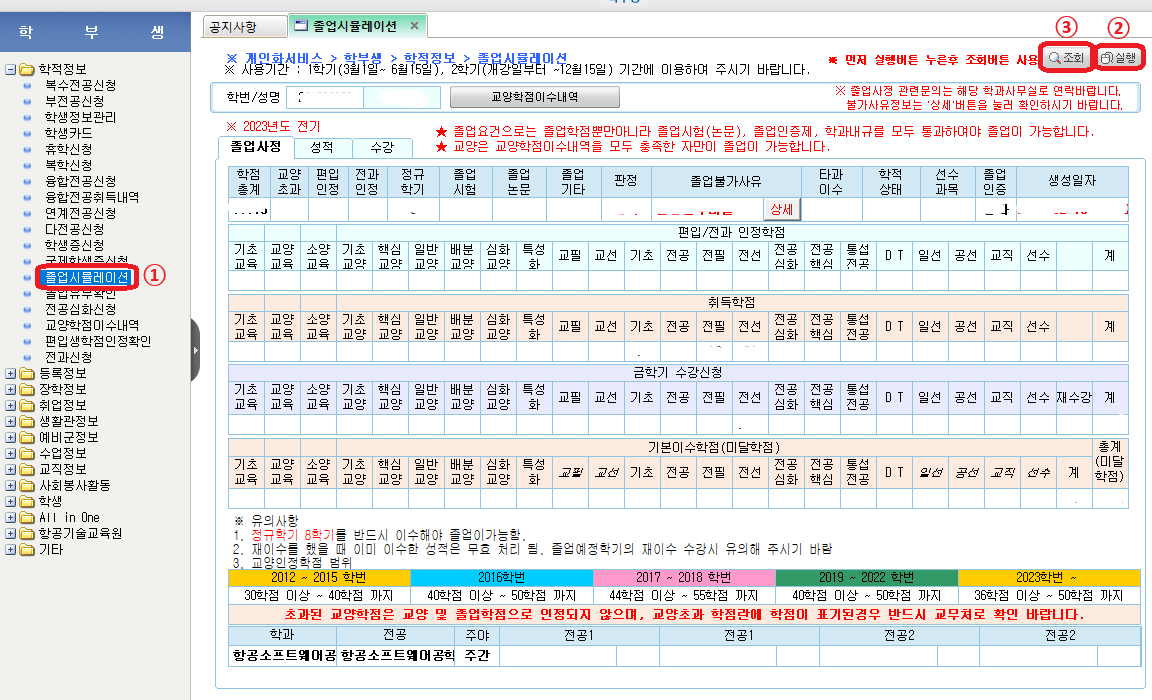 학 부 생
공지사항
졸업시뮬레이션
③ ②
※ 개인화서비스 > 학부생 > 학적정보 > 졸업시뮬레이션
※ 먼저 실행버튼 누른후 조회버튼 사용
조회
실행
※ 사용기간 : 1학기(3월1일~ 6월15일), 2학기(개강일부터 ~12월15일) 기간에 이용하여 주시기 바랍니다.
학번/성명
교양학점이수내역
※ 졸업사정 관련문의는 해당 학과사무실로 연락바랍니다.
불가사유정보는 '상세'버튼을 눌러 확인하시기 바랍니다.
※ 2023년도 전기
★ 졸업요건으로는 졸업학점뿐만아니라 졸업시험(논문), 졸업인증제, 학과내규를 모두 통과하여야 졸업이 가능합니다.
★ 교양은 교양학점이수내역을 모두 충족한 자만이 졸업이 가능합니다.
졸업사정 성적 수강
학적정보
복수전공신청
부전공신청
학생정보관리
학생카드
휴학신청
복학신청
융합전공신청
융합전공취득내역
연계전공신청
다전공신청
학생증신청
국제학생증신청
졸업시뮬레이션 ①
졸업유무확인
전공심화신청
교양학점이수내역
편입생학점인정확인
전과신청
등록정보
장학정보
취업정보
생활관정보
예비군정보
수업정보
교직정보
사회봉사활동
학생
All in One
항공기술교육원
기타
학점총계 교양초과 편입인정 전과인정 정규학기 졸업시험 졸업논문 졸업기타 판정 졸업불가사유 타과이수 학적상태 선수과목 졸업인증 생성일자
상세
편입/전과 인정학점
기초교육 교양교육 소양교육 기초교양 핵심교양 일반교양 배분교양 심화교양 특성화 교필 교선 기초 전공 전필 전선 전공심화 전공핵심 통섭전공 D T 일선 공선 교직 선수 계
취득학점
기초교육 교양교육 소양교육 기초교양 핵심교양 일반교양 배분교양 심화교양 특성화 교필 교선 기초 전공 전필 전선 전공심화 전공핵심 통섭전공 D T 일선 공선 교직 선수 계
금학기 수강신청
기초교육 교양교육 소양교육 기초교양 핵심교양 일반교양 배분교양 심화교양 특성화 교필 교선 기초 전공 전필 전선 전공심화 전공핵심 통섭전공 D T 일선 공선 교직 선수 재수강 계
기본이수학점(미달학점) 총계(미달학점)
기초교육 교양교육 소양교육 기초교양 핵심교양 일반교양 배분교양 심화교양 특성화 교필 교선 기초 전공 전필 전선 전공심화 전공핵심 통섭전공 D T 일선 공선 교직 선수 계
※ 유의사항
1. 정규학기 8학기를 반드시 이수해야 졸업이가능함.
2. 재이수를 했을 때 이미 이수한 성적은 무효 처리 됨. 졸업예정학기의 재이수 수강시 유의해 주시기 바람
3. 교양인정학점 범위
2012 ~ 2015 학번 2016학번 2017 ~ 2018 학번 2019 ~ 2022 학번 2023학번 ~
30학점 이상 ~ 40학점 까지 40학점 이상 ~ 50학점 까지 44학점 이상 ~ 55학점 까지 40학점 이상 ~ 50학점 까지 36학점 이상 ~ 50학점 까지
초과된 교양학점은 교양 및 졸업학점으로 인정되지 않으며, 교양초과 학점란에 학점이 표기된경우 반드시 교무처로 확인 바랍니다.
학과 전공 주야 전공1 전공1 전공2 전공2
항공소프트웨어공 항공소프트웨어공학 주간